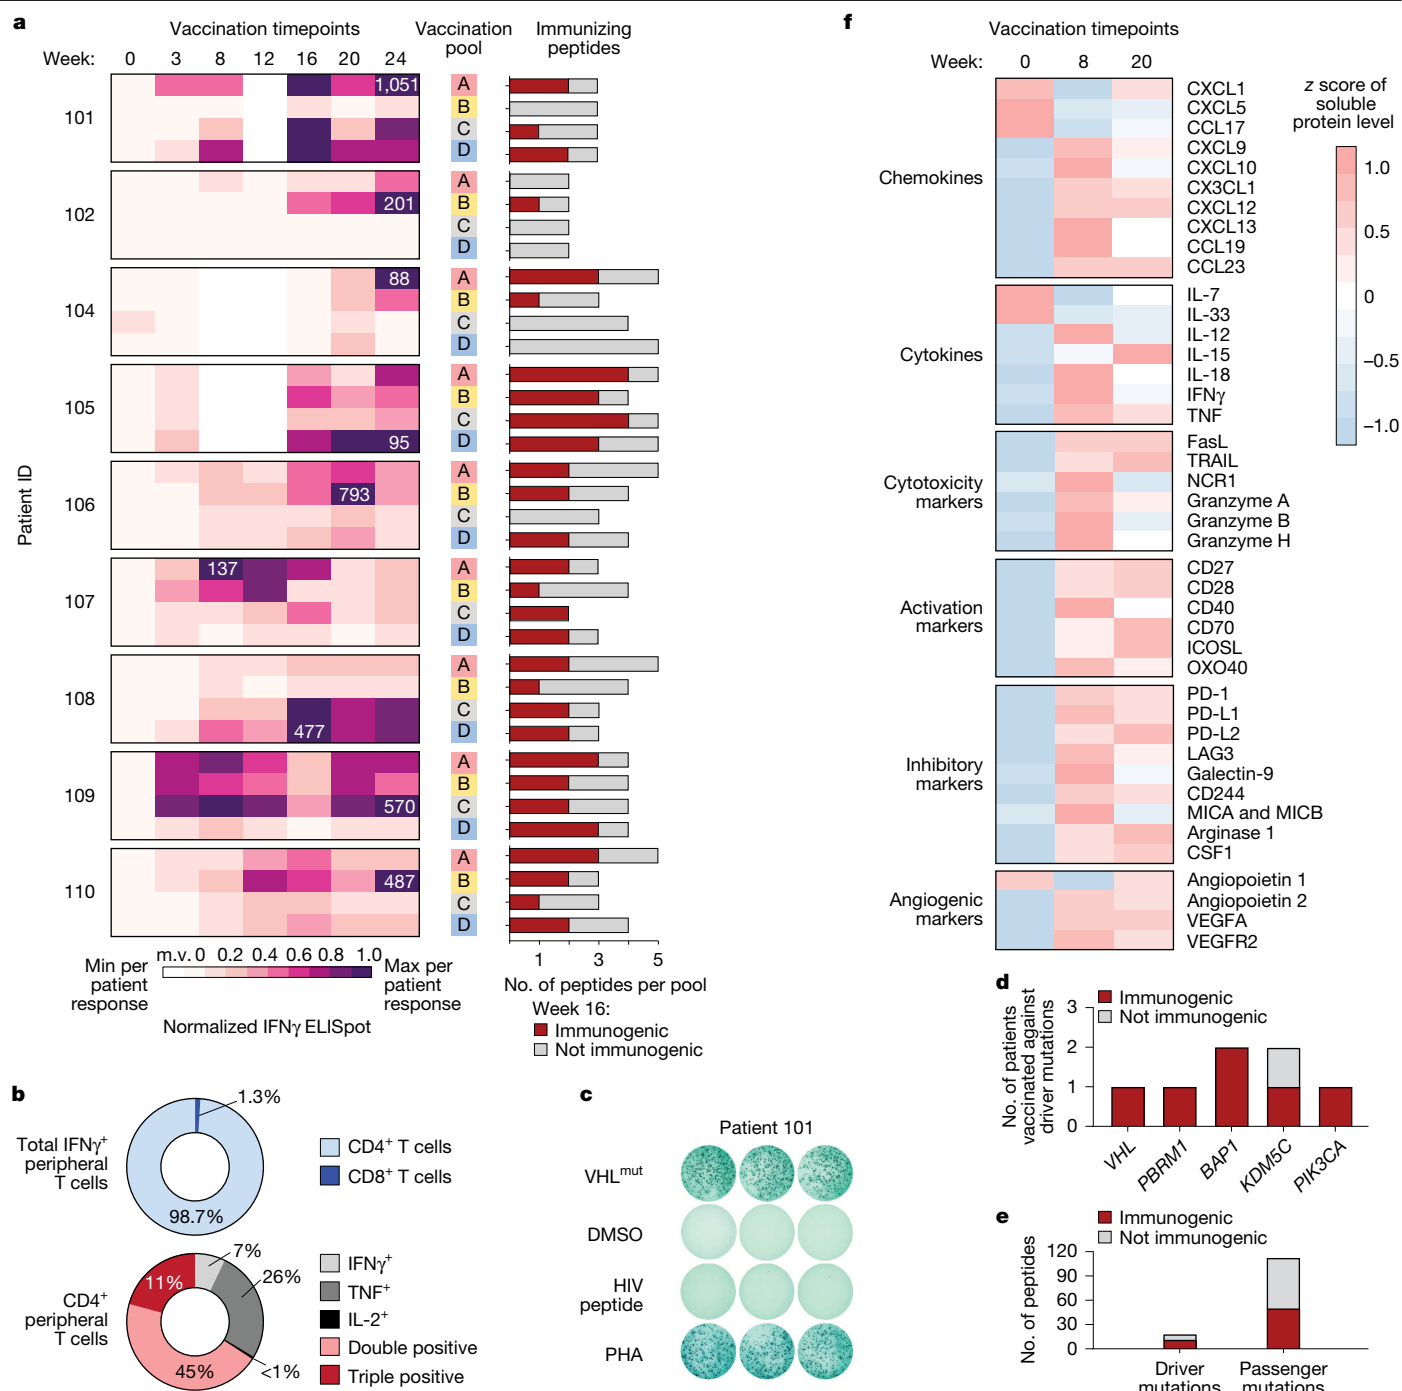 a
Vaccination timepoints
Week: 0 3 8 12 16 20 24
Vaccination
pool
Immunizing
peptides
Patient ID
101
1,051
A
B
C
D
102
201
A
B
C
D
104
88
A
B
C
D
105
95
A
B
C
D
106
793
A
B
C
D
107
137
A
B
C
D
108
477
A
B
C
D
109
570
A
B
C
D
110
487
A
B
C
D
Min per
patient
response
m.v. 0 0.2 0.4 0.6 0.8 1.0
Max per
patient
response
Normalized IFNγ ELISpot
1 3 5
No. of peptides per pool
Week 16:
Immunogenic
Not immunogenic
f
Vaccination timepoints
Week: 0 8 20
z score of
soluble
protein level
1.0
0.5
0
−0.5
−1.0
Chemokines
CXCL1
CXCL5
CCL17
CXCL9
CXCL10
CX3CL1
CXCL12
CXCL13
CCL19
CCL23
Cytokines
IL-7
IL-33
IL-12
IL-15
IL-18
IFNγ
TNF
Cytotoxicity
markers
FasL
TRAIL
NCR1
Granzyme A
Granzyme B
Granzyme H
Activation
markers
CD27
CD28
CD40
CD70
ICOSL
OXO40
Inhibitory
markers
PD-1
PD-L1
PD-L2
LAG3
Galectin-9
CD244
MICA and MICB
Arginase 1
CSF1
Angiogenic
markers
Angiopoietin 1
Angiopoietin 2
VEGFA
VEGFR2
b
Total IFNγ⁺
peripheral
T cells
1.3%
98.7%
CD4⁺ T cells
CD8⁺ T cells
CD4⁺
peripheral
T cells
7%
26%
<1%
45%
11%
IFNγ⁺
TNF⁺
IL-2⁺
Double positive
Triple positive
c
Patient 101
VHLᵐᵘᵗ
DMSO
HIV
peptide
PHA
d
No. of patients
vaccinated against
driver mutations
3
2
1
0
Immunogenic
Not immunogenic
VHL
PBRM1
BAP1
KDM5C
PIK3CA
e
No. of peptides
120
90
60
30
0
Immunogenic
Not immunogenic
Driver
mutations
Passenger
mutations